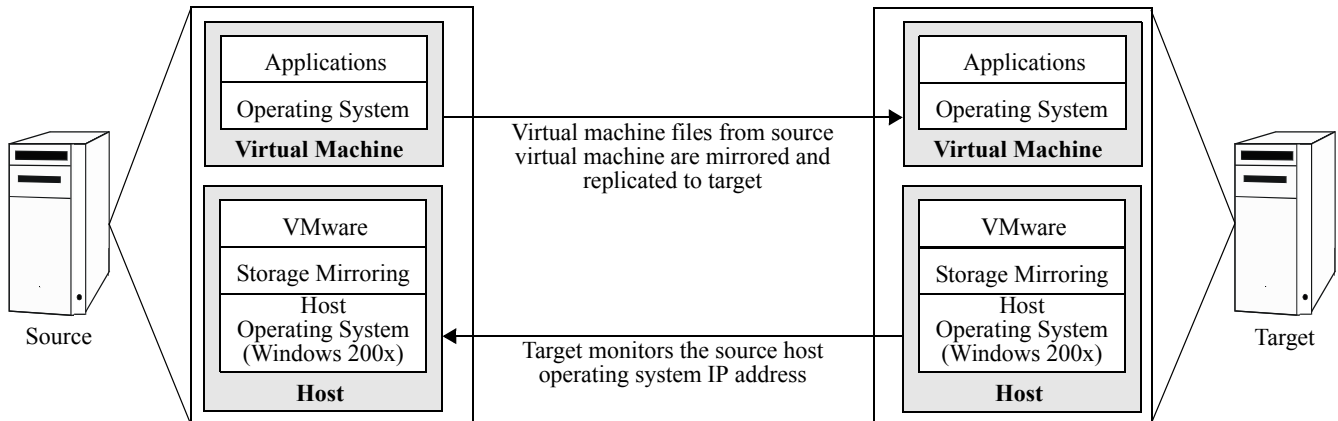 Source
Applications
Operating System
Virtual Machine
VMware
Storage Mirroring
Host
Operating System
(Windows 200x)
Host
Virtual machine files from source
virtual machine are mirrored and
replicated to target
Target monitors the source host
operating system IP address
Applications
Operating System
Virtual Machine
VMware
Storage Mirroring
Host
Operating System
(Windows 200x)
Host
Target